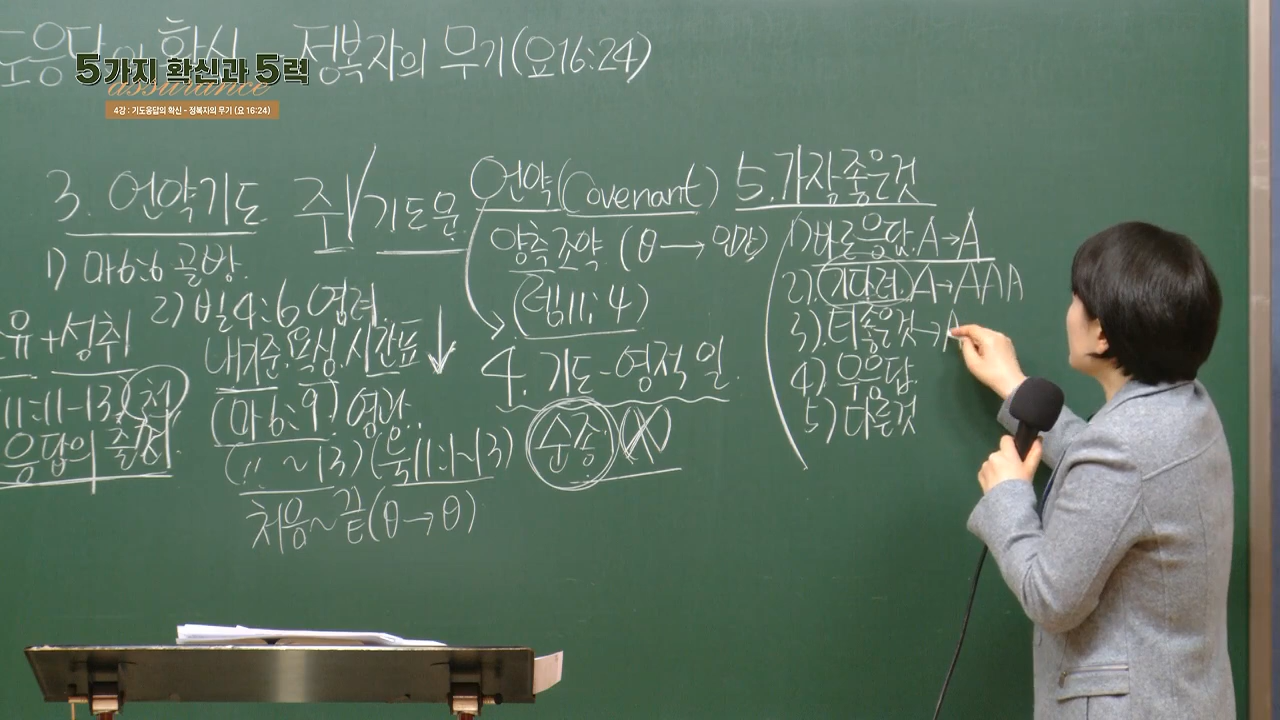 도응답의 확신 - 정복자의 무기(요16:24)
5가지 확신과 5력
assurance
4강 : 기도응답의 확신 - 정복자의 무기 (요 16:24)
3. 언약기도
1) 마6:6 골방.
유+성취
11:11-13)
응답의
2) 빌4:6 염려.
내기준.욕심.시간표 ↓
(마6:9) 영광.
(〃 ~13)(눅11:1~13)
처음~끝(θ→θ)
주/기도문.
언약(Covenant)
양측조약. (θ→인간)
(렘11:4)
4. 기도-영적 일.
순종
5. 가장좋은것
1)바른응답.A→A
2).기다려.A→AAA
3).더좋은것→A
4) 무응답.
5) 다른것